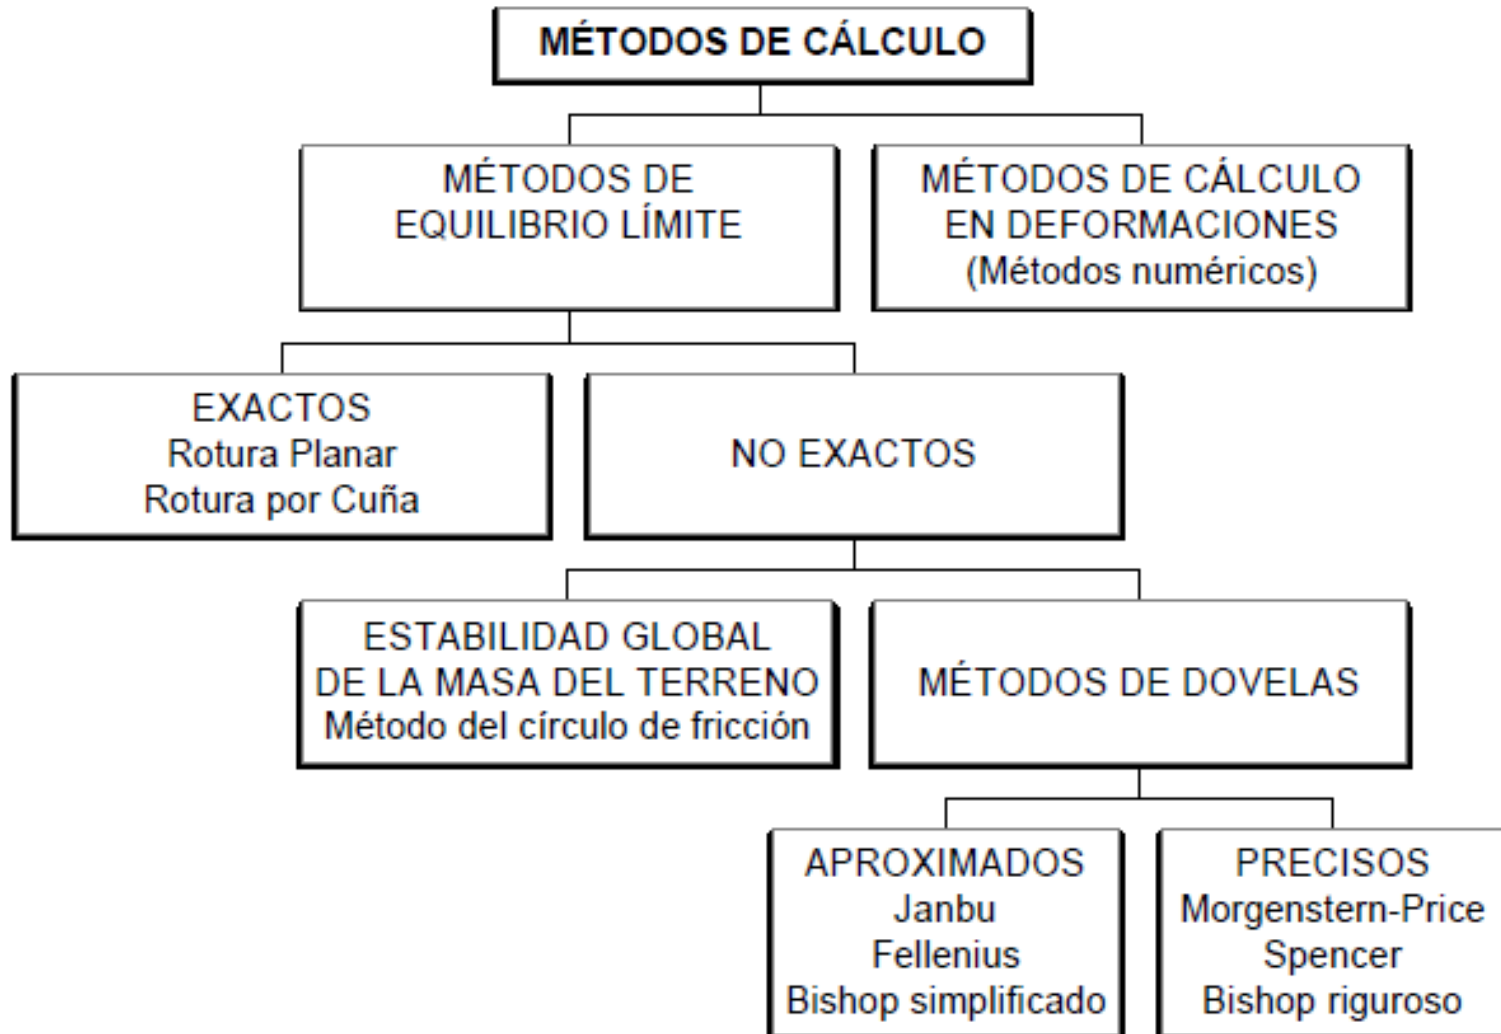 MÉTODOS DE CÁLCULO
MÉTODOS DE
EQUILIBRIO LÍMITE
MÉTODOS DE CÁLCULO
EN DEFORMACIONES
(Métodos numéricos)
EXACTOS
Rotura Planar
Rotura por Cuña
NO EXACTOS
ESTABILIDAD GLOBAL
DE LA MASA DEL TERRENO
Método del círculo de fricción
MÉTODOS DE DOVELAS
APROXIMADOS
Janbu
Fellenius
Bishop simplificado
PRECISOS
Morgenstern-Price
Spencer
Bishop riguroso